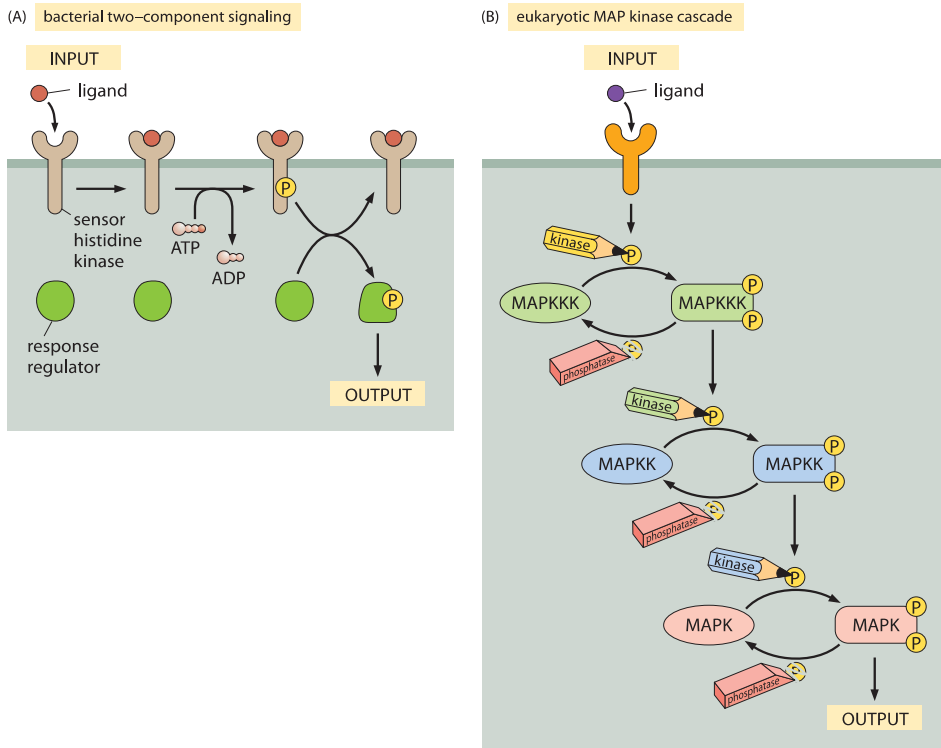 (A) bacterial two–component signaling
INPUT
ligand
P
sensor
histidine
kinase
ATP
ADP
P
response
regulator
OUTPUT
(B) eukaryotic MAP kinase cascade
INPUT
ligand
kinase
P
MAPKKK
MAPKKK
P
P
phosphatase
P
kinase
P
MAPKK
MAPKK
P
P
phosphatase
P
kinase
P
MAPK
MAPK
P
P
phosphatase
P
OUTPUT